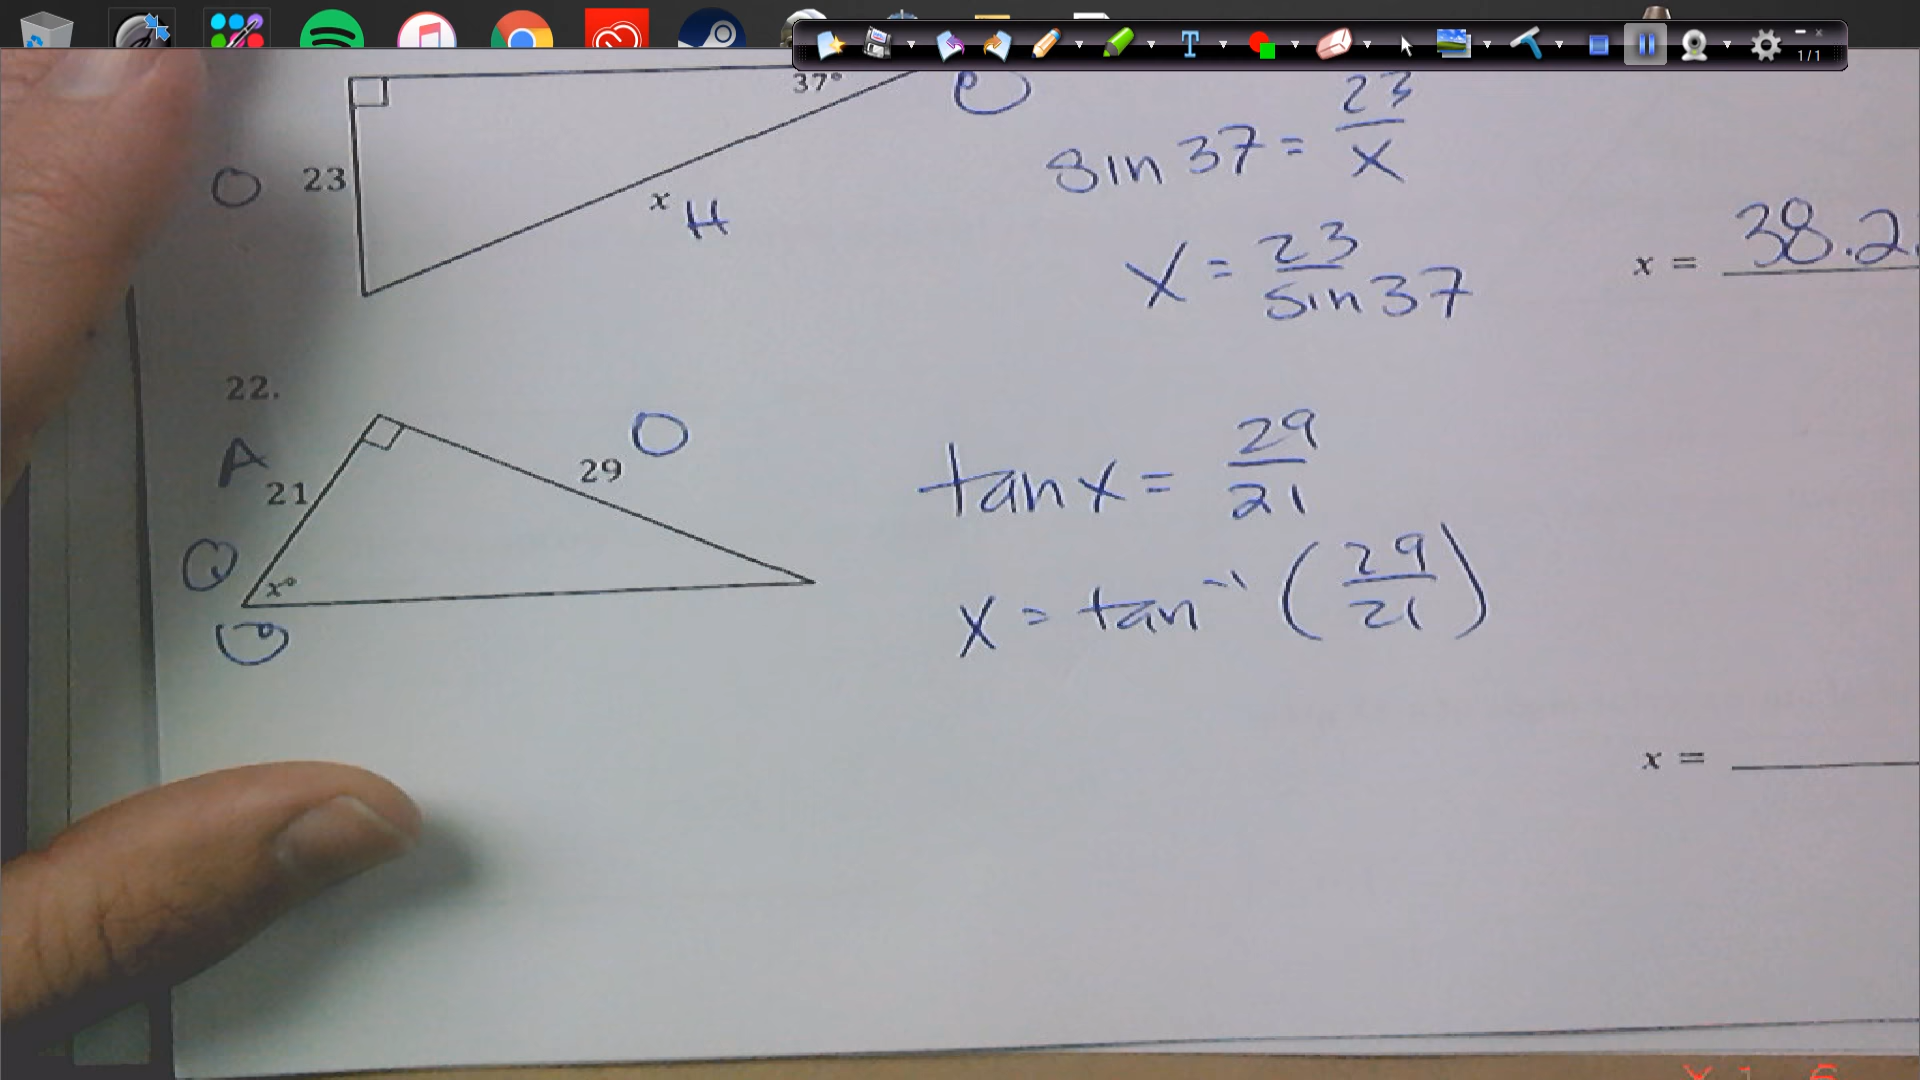 1/1
37°
O 23
x H
sin 37 = 23/x
x = 23/sin 37
x = 38.2
22.
A
21
29 O
x°
tan x = 29/21
x = tan⁻¹ (29/21)
x =